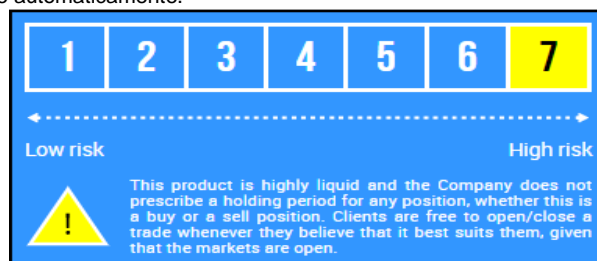 automaticamente.
1 2 3 4 5 6 7
Low risk High risk
! This product is highly liquid and the Company does not
prescribe a holding period for any position, whether this is
a buy or a sell position. Clients are free to open/close a
trade whenever they believe that it best suits them, given
that the markets are open.